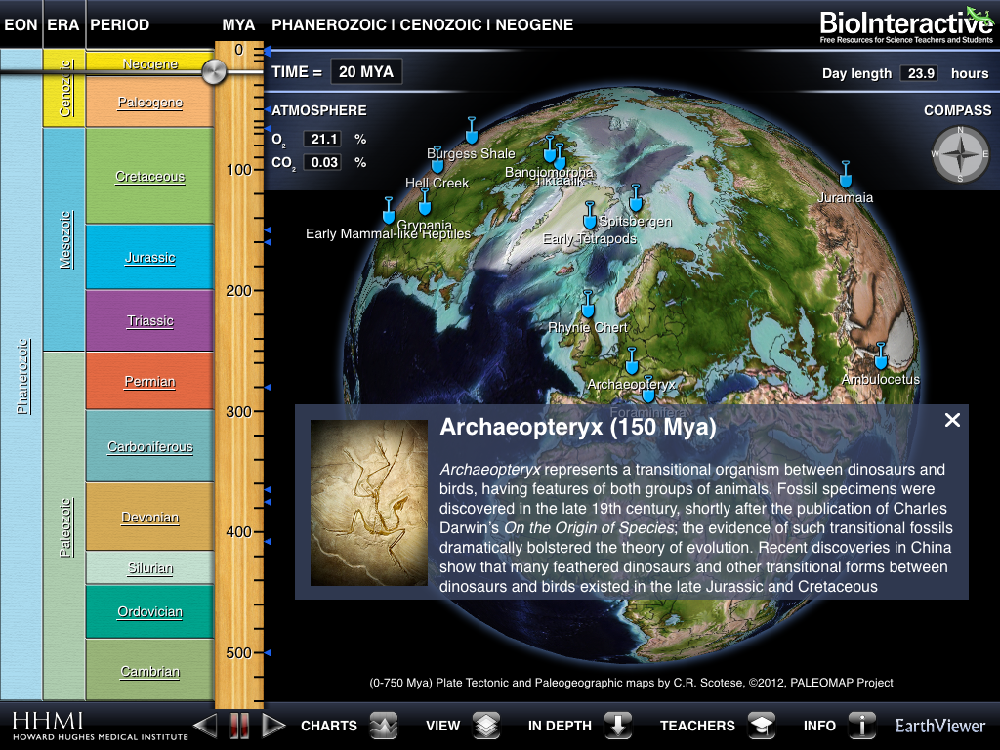 EON ERA PERIOD MYA PHANEROZOIC | CENOZOIC | NEOGENE
BioInteractive
Free Resources for Science Teachers and Students
TIME = 20 MYA
Day length 23.9 hours
ATMOSPHERE
O2 21.1 %
CO2 0.03 %
COMPASS
N
W E
S
Phanerozoic
Cenozoic
Mesozoic
Paleozoic
Neogene
Paleogene
Cretaceous
Jurassic
Triassic
Permian
Carboniferous
Devonian
Silurian
Ordovician
Cambrian
0
100
200
300
400
500
Burgess Shale
Hell Creek
Bangiomorpha
Tiktaalik
Juramaia
Grypania
Early Mammal-like Reptiles
Spitsbergen
Early Tetrapods
Rhynie Chert
Archaeopteryx
Ambulocetus
Foraminifera
Archaeopteryx (150 Mya)
Archaeopteryx represents a transitional organism between dinosaurs and
birds, having features of both groups of animals. Fossil specimens were
discovered in the late 19th century, shortly after the publication of Charles
Darwin's On the Origin of Species; the evidence of such transitional fossils
dramatically bolstered the theory of evolution. Recent discoveries in China
show that many feathered dinosaurs and other transitional forms between
dinosaurs and birds existed in the late Jurassic and Cretaceous
(0-750 Mya) Plate Tectonic and Paleogeographic maps by C.R. Scotese, ©2012, PALEOMAP Project
HHMI
HOWARD HUGHES MEDICAL INSTITUTE
CHARTS VIEW IN DEPTH TEACHERS INFO EarthViewer